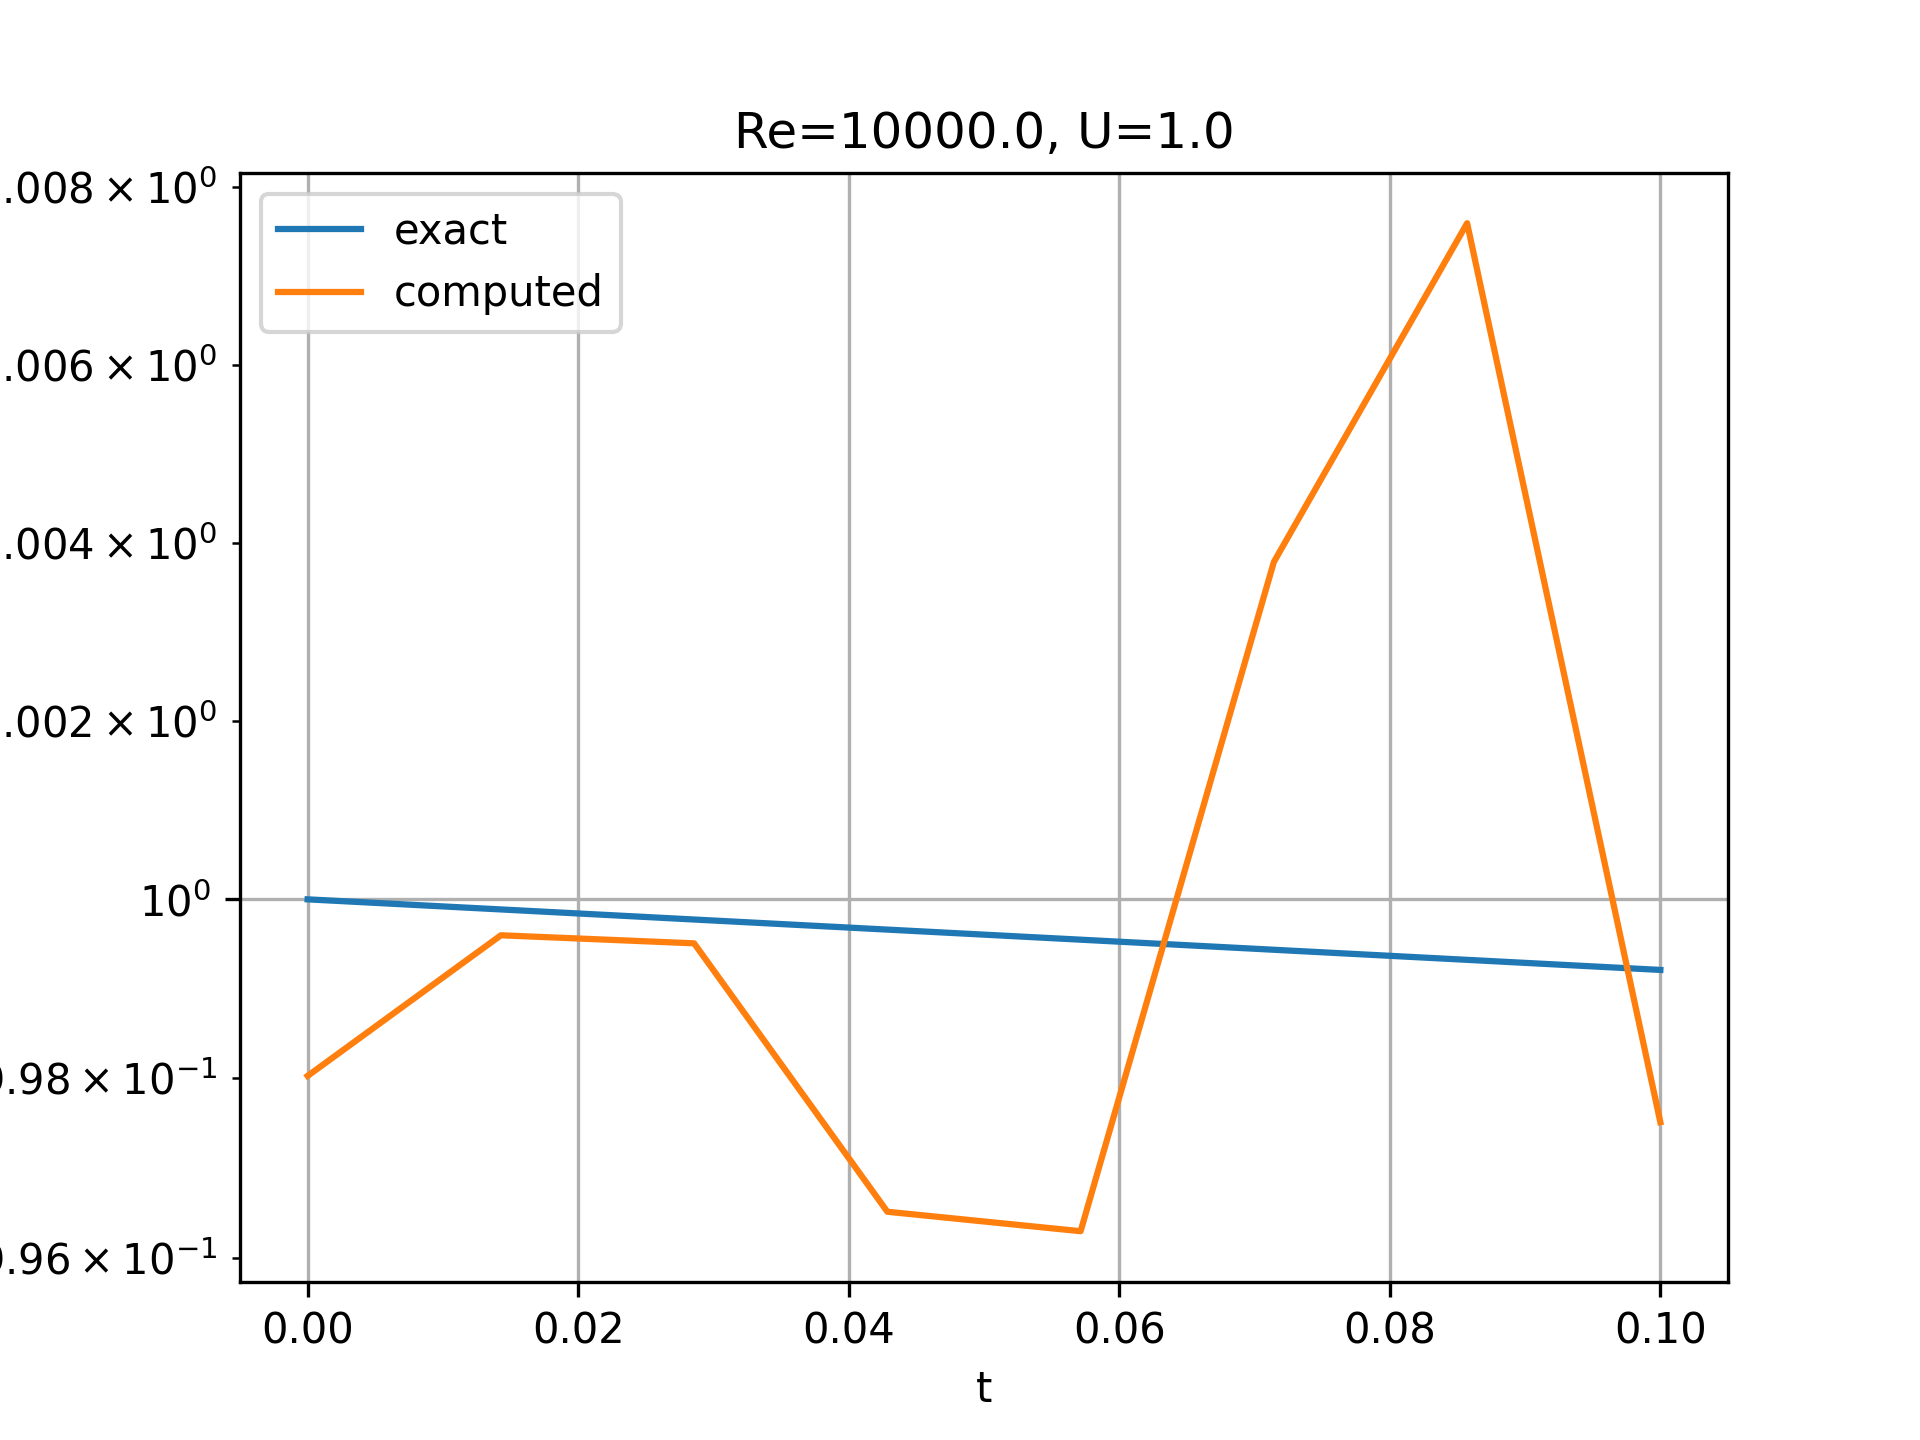 Re=10000.0, U=1.0
.008 × 10⁰
exact
computed
.006 × 10⁰
.004 × 10⁰
.002 × 10⁰
10⁰
.98 × 10⁻¹
.96 × 10⁻¹
0.00 0.02 0.04 0.06 0.08 0.10
t